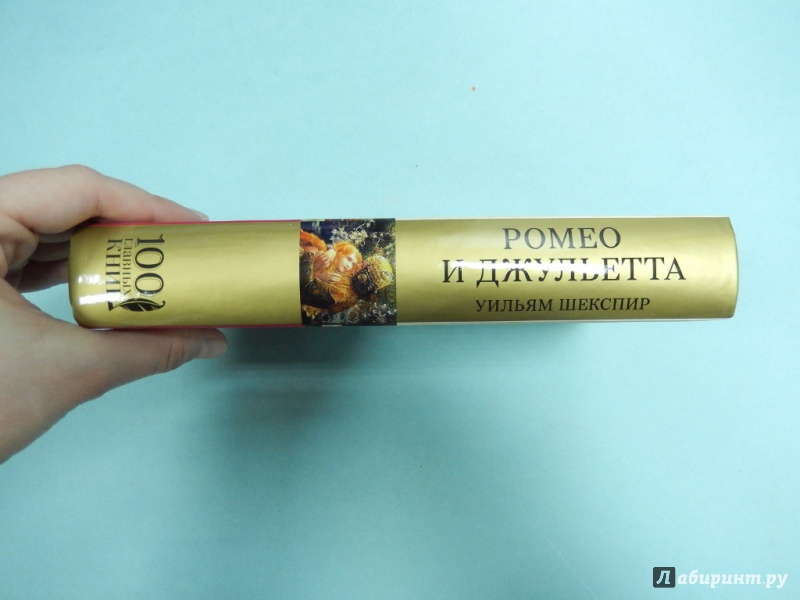 РОМЕО
И ДЖУЛЬЕТТА
УИЛЬЯМ ШЕКСПИР
100
ГЛАВНЫХ
КНИГ
Лабиринт.ру